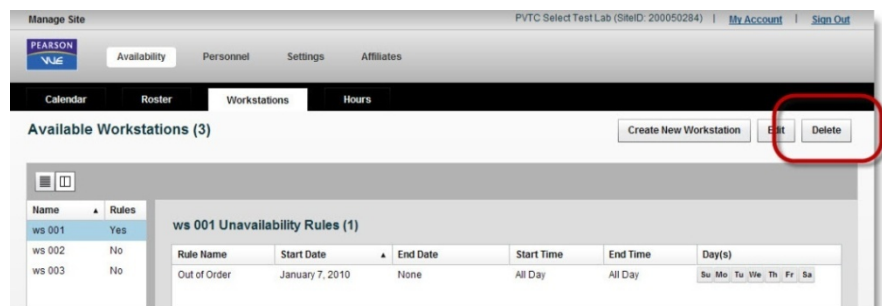 Manage Site PVTC Select Test Lab (SiteID: 200050284) | My Account | Sign Out
PEARSON
VUE
Availability Personnel Settings Affiliates
Calendar Roster Workstations Hours
Available Workstations (3) Create New Workstation Edit Delete
Name Rules
ws 001 Yes
ws 002 No
ws 003 No
ws 001 Unavailability Rules (1)
Rule Name Start Date End Date Start Time End Time Day(s)
Out of Order January 7, 2010 None All Day All Day Su Mo Tu We Th Fr Sa